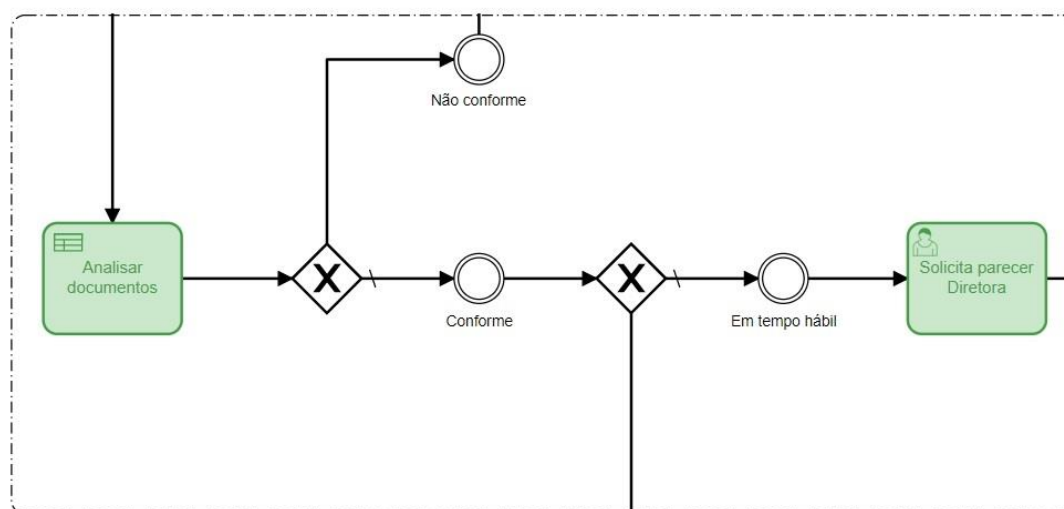 Não conforme
Analisar
documentos
Conforme
Em tempo hábil
Solicita parecer
Diretora